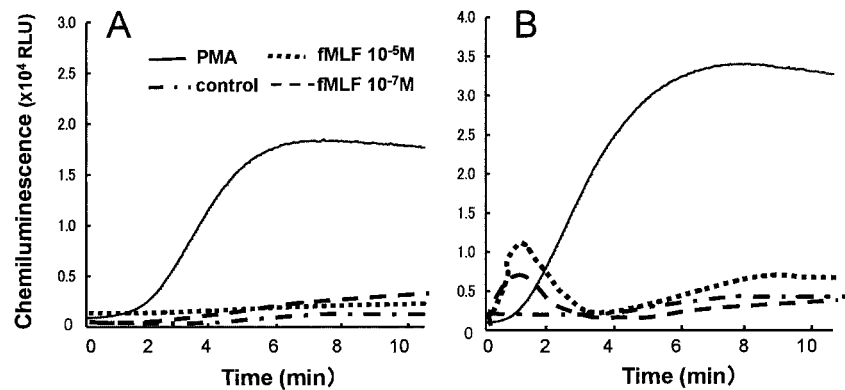 A
B
Chemiluminescence (x10⁴ RLU)
3.0
2.5
2.0
1.5
1.0
0.5
0
PMA
fMLF 10⁻⁵M
control
fMLF 10⁻⁷M
0 2 4 6 8 10
Time (min)
4.0
3.5
3.0
2.5
2.0
1.5
1.0
0.5
0
0 2 4 6 8 10
Time (min)